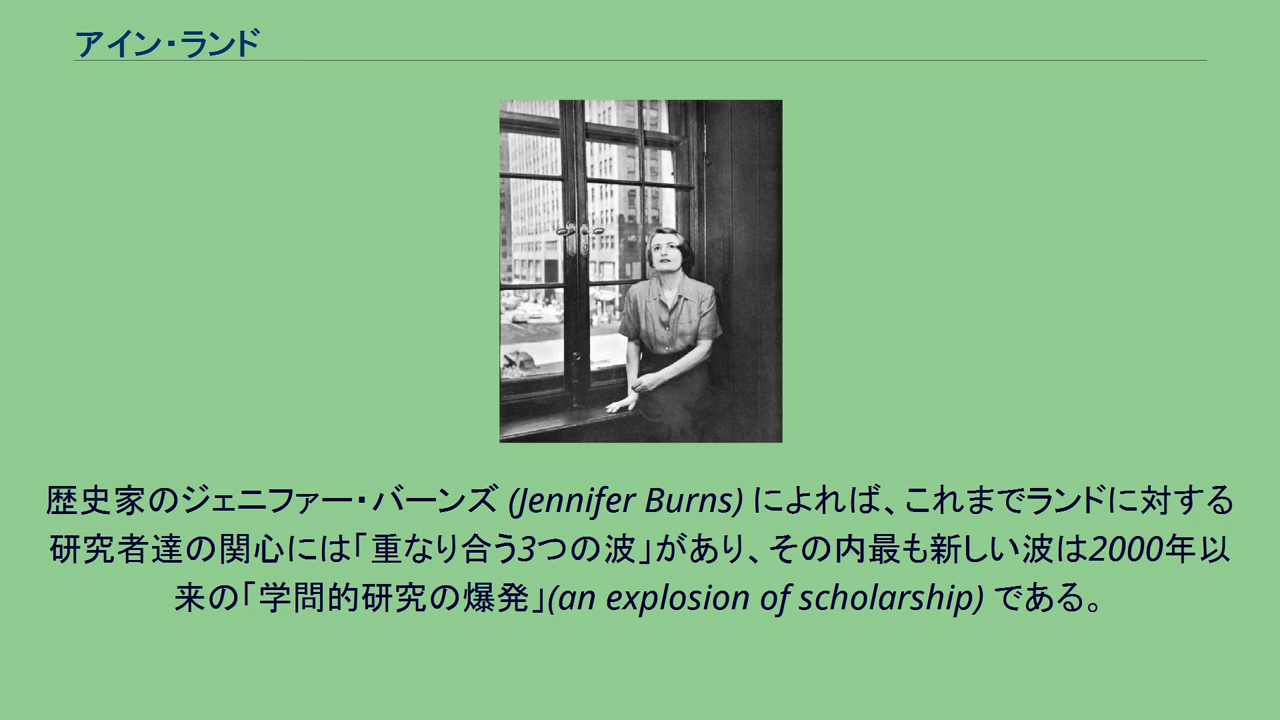 アイン・ランド
歴史家のジェニファー・バーンズ (Jennifer Burns) によれば、これまでランドに対する
研究者達の関心には「重なり合う3つの波」があり、その内最も新しい波は2000年以
来の「学問的研究の爆発」(an explosion of scholarship) である。